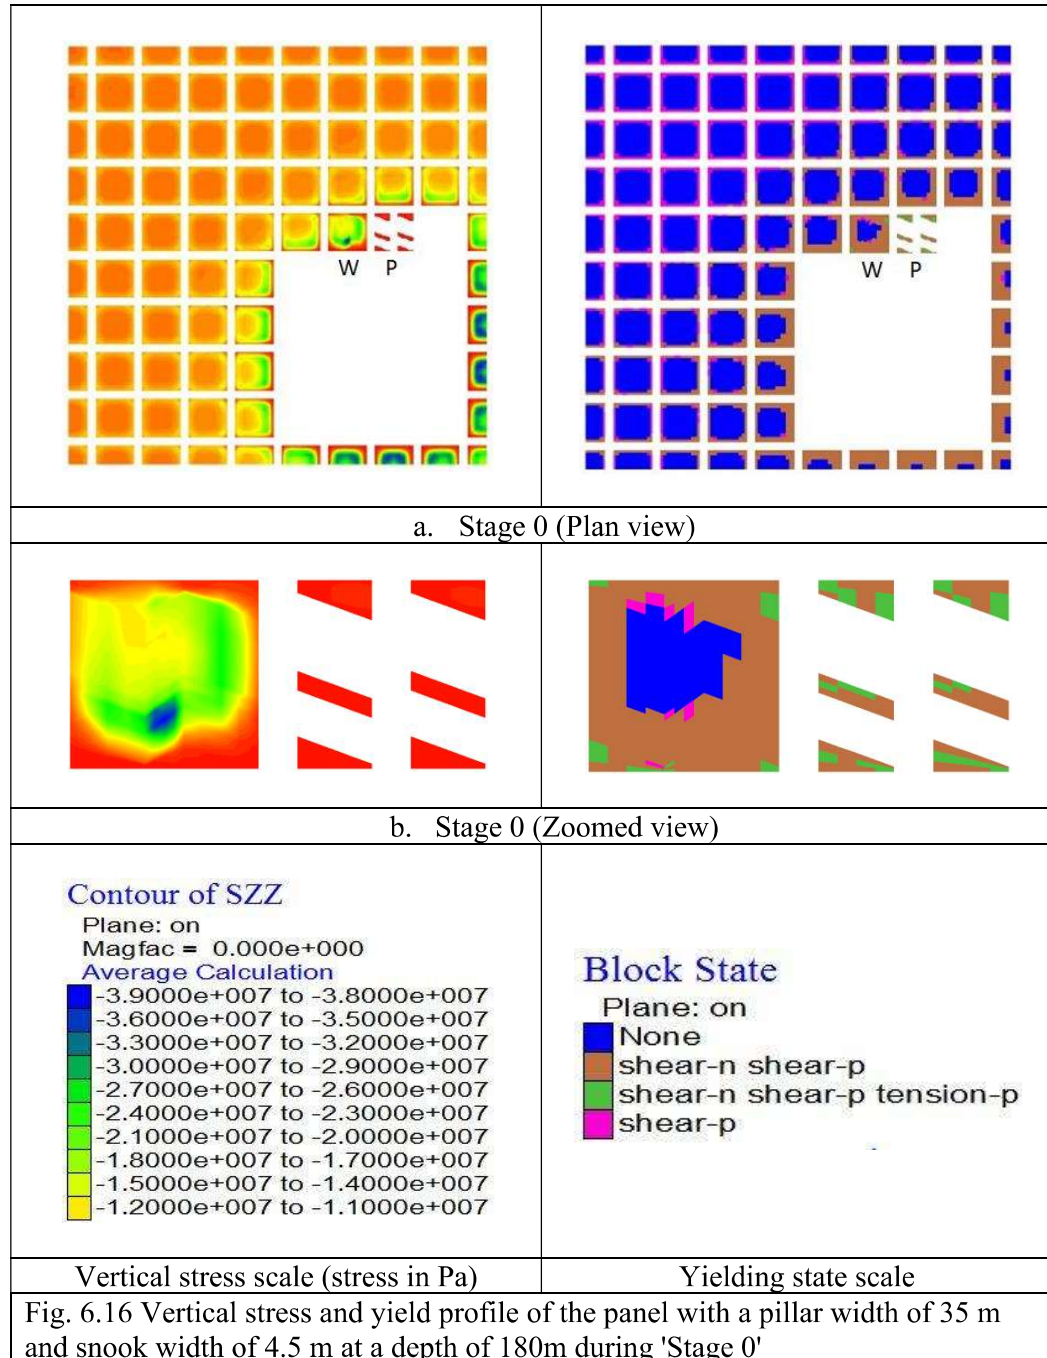 W P
W P
a. Stage 0 (Plan view)
b. Stage 0 (Zoomed view)
Contour of SZZ
Plane: on
Magfac = 0.000e+000
Average Calculation
-3.9000e+007 to -3.8000e+007
-3.6000e+007 to -3.5000e+007
-3.3000e+007 to -3.2000e+007
-3.0000e+007 to -2.9000e+007
-2.7000e+007 to -2.6000e+007
-2.4000e+007 to -2.3000e+007
-2.1000e+007 to -2.0000e+007
-1.8000e+007 to -1.7000e+007
-1.5000e+007 to -1.4000e+007
-1.2000e+007 to -1.1000e+007
Block State
Plane: on
None
shear-n shear-p
shear-n shear-p tension-p
shear-p
Vertical stress scale (stress in Pa)
Yielding state scale
Fig. 6.16 Vertical stress and yield profile of the panel with a pillar width of 35 m
and snook width of 4.5 m at a depth of 180m during 'Stage 0'